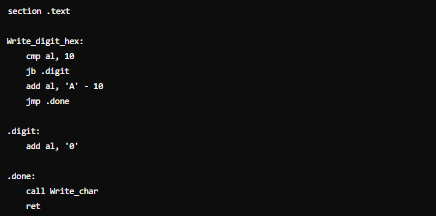 section .text
Write_digit_hex:
cmp al, 10
jb .digit
add al, 'A' - 10
jmp .done
.digit:
add al, '0'
.done:
call Write_char
ret